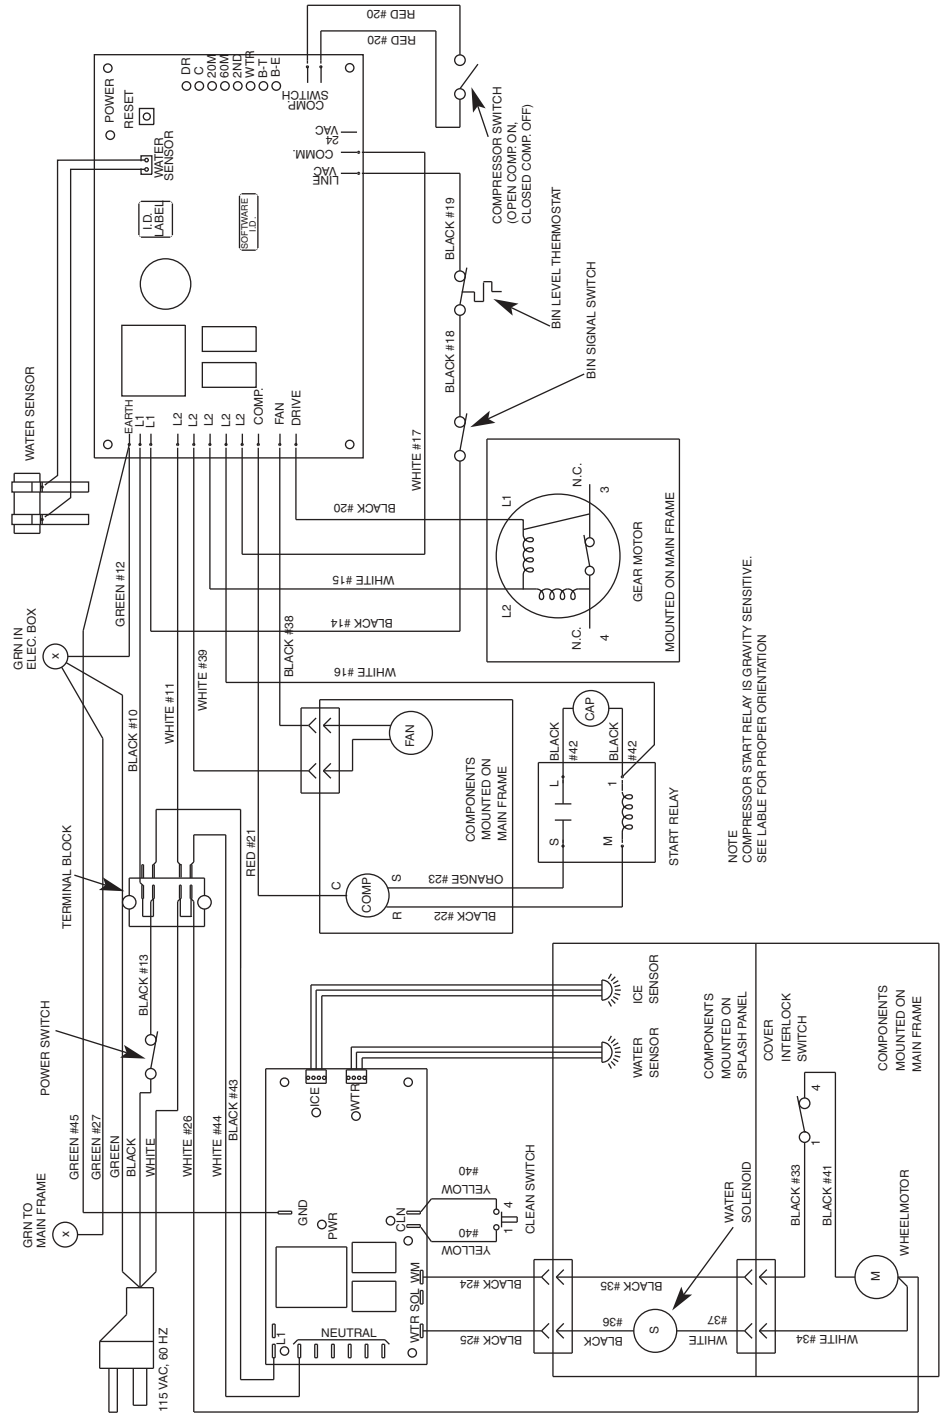 RED #20
RED #20
POWER
RESET
DR
C
20M
60M
2ND
WTR
B-T
B-E
COMP.
SWITCH
24
VAC
COMM.
LINE
VAC
WATER
SENSOR
I.D.
LABEL
SOFTWARE
I.D.
COMPRESSOR SWITCH
(OPEN COMP. ON,
CLOSED COMP. OFF)
BLACK #19
BIN LEVEL THERMOSTAT
BLACK #18
BIN SIGNAL SWITCH
WATER SENSOR
EARTH
L1
L1
L2
L2
L2
L2
L2
COMP.
FAN
DRIVE
WHITE #17
BLACK #20
WHITE #15
BLACK #14
WHITE #16
GREEN #12
GRN IN
ELEC. BOX
X
BLACK #10
WHITE #11
WHITE #39
BLACK #38
L1
L2
N.C.
3
N.C.
4
GEAR MOTOR
MOUNTED ON MAIN FRAME
FAN
COMPONENTS
MOUNTED ON
MAIN FRAME
CAP
BLACK
#42
BLACK
#42
L
1
S
M
START RELAY
NOTE
COMPRESSOR START RELAY IS GRAVITY SENSITIVE.
SEE LABLE FOR PROPER ORIENTATION
TERMINAL BLOCK
RED #21
C
COMP
S
R
ORANGE #23
BLACK #22
BLACK #13
POWER SWITCH
GREEN #45
GREEN #27
GREEN
BLACK
WHITE
WHITE #26
WHITE #44
BLACK #43
GRN TO
MAIN FRAME
X
115 VAC, 60 HZ
ICE
WTR
ICE
SENSOR
WATER
SENSOR
GND
PWR
CLN
L1
NEUTRAL
WTR SOL WM
YELLOW
#40
YELLOW
#40
1
4
CLEAN SWITCH
BLACK #24
BLACK #25
BLACK #35
BLACK
#36
S
WHITE
#37
WATER
SOLENOID
COMPONENTS
MOUNTED ON
SPLASH PANEL
COVER
INTERLOCK
SWITCH
COMPONENTS
MOUNTED ON
MAIN FRAME
1
4
BLACK #33
BLACK #41
WHITE #34
M
WHEELMOTOR